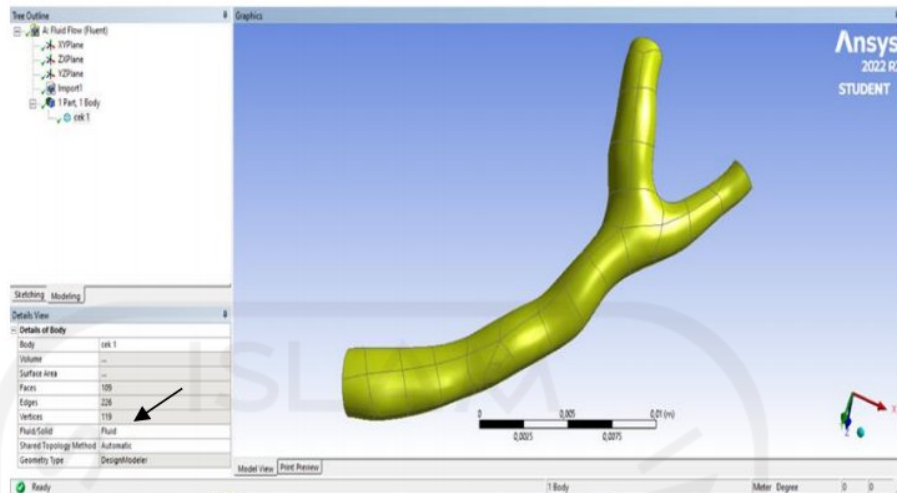 Tree Outline
A: Fluid Flow (Fluent)
XYPlane
ZXPlane
YZPlane
Import1
1 Part, 1 Body
cek 1
Sketching Modeling
Details View
Details of Body
Body cek 1
Volume ...
Surface Area ...
Faces 109
Edges 226
Vertices 119
Fluid/Solid Fluid
Shared Topology Method Automatic
Geometry Type DesignModeler
Graphics
Ansys
2022 R2
STUDENT
0 0,005 0,01 (m)
0,0025 0,0075
X
Z
Model View Print Preview
Ready 1 Body Meter Degree 0 0
ISLAM